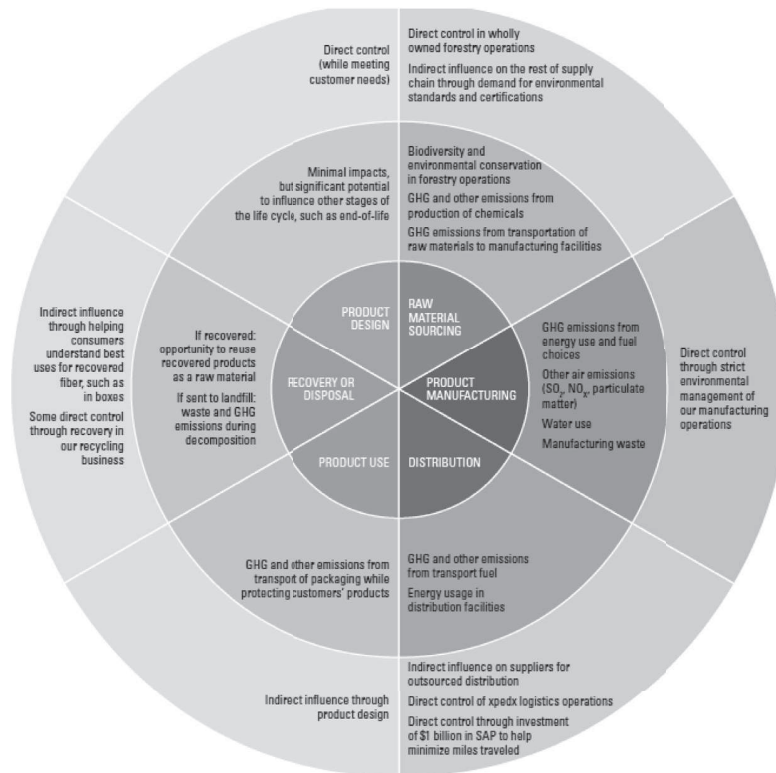 Direct control
(while meeting
customer needs)
Direct control in wholly
owned forestry operations
Indirect influence on the rest of supply
chain through demand for environmental
standards and certifications
Minimal impacts,
but significant potential
to influence other stages of
the life cycle, such as end-of-life
Biodiversity and
environmental conservation
in forestry operations
GHG and other emissions from
production of chemicals
GHG emissions from transportation of
raw materials to manufacturing facilities
PRODUCT
DESIGN
RAW
MATERIAL
SOURCING
Indirect influence
through helping
consumers
understand best
uses for recovered
fiber, such as
in boxes
Some direct control
through recovery in
our recycling
business
If recovered:
opportunity to reuse
recovered products
as a raw material
If sent to landfill:
waste and GHG
emissions during
decomposition
RECOVERY OR
DISPOSAL
PRODUCT
MANUFACTURING
GHG emissions from
energy use and fuel
choices
Other air emissions
(SO₂, NOₓ, particulate
matter)
Water use
Manufacturing waste
Direct control
through strict
environmental
management of
our manufacturing
operations
PRODUCT USE
DISTRIBUTION
GHG and other emissions from
transport of packaging while
protecting customers' products
GHG and other emissions
from transport fuel
Energy usage in
distribution facilities
Indirect influence through
product design
Indirect influence on suppliers for
outsourced distribution
Direct control of xpedx logistics operations
Direct control through investment
of $1 billion in SAP to help
minimize miles traveled